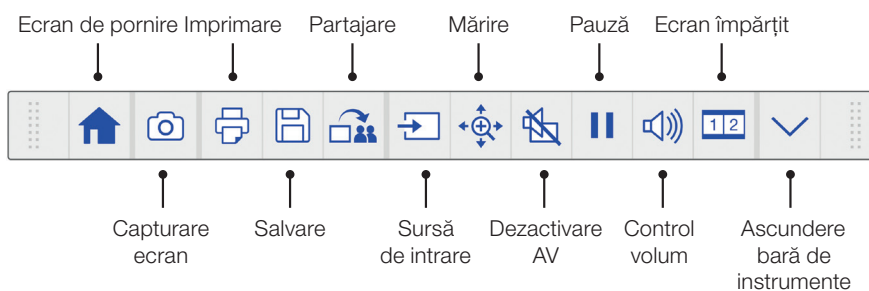 Ecran de pornire Imprimare Partajare Mărire Pauză Ecran împărțit
1 2
Capturare
ecran
Salvare
Sursă
de intrare
Dezactivare
AV
Control
volum
Ascundere
bară de
instrumente